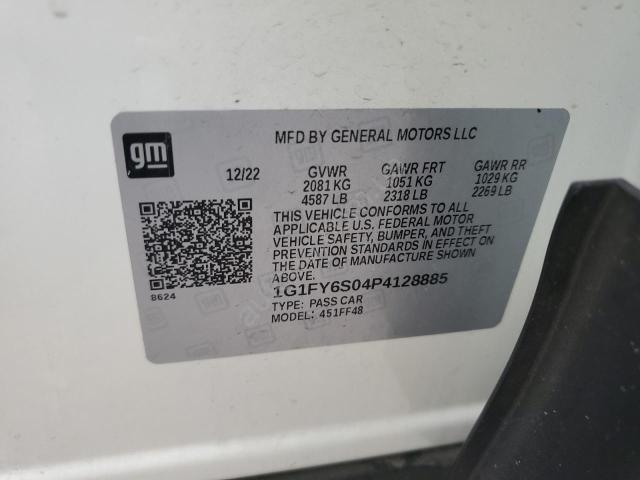 gm
MFD BY GENERAL MOTORS LLC
12/22 GVWR GAWR FRT GAWR RR
2081 KG 1051 KG 1029 KG
4587 LB 2318 LB 2269 LB
THIS VEHICLE CONFORMS TO ALL
APPLICABLE U.S. FEDERAL MOTOR
VEHICLE SAFETY, BUMPER, AND THEFT
PREVENTION STANDARDS IN EFFECT ON
THE DATE OF MANUFACTURE SHOWN
ABOVE.
8624
1G1FY6S04P4128885
TYPE: PASS CAR
MODEL: 451FF48